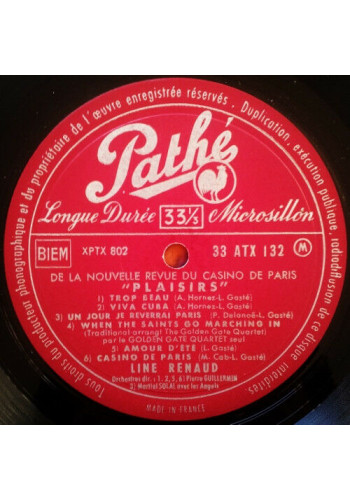 Tous droits du producteur phonographique et du propriétaire de l'œuvre enregistrée réservés. Duplication, exécution publique, radiodiffusion de ce disque interdites
Pathé
Longue Durée 33⅓ Microsillon
BIEM XPTX 802 33 ATX 132 M
DE LA NOUVELLE REVUE DU CASINO DE PARIS
"PLAISIRS"
1) TROP BEAU (A. Hornez-L. Gasté)
2) VIVA CUBA (A. Hornez-L. Gasté)
3) UN JOUR JE REVERRAI PARIS (P. Delanoë-L. Gasté)
4) WHEN THE SAINTS GO MARCHING IN
(Traditional arrangt the Golden Gate Quartet)
par le GOLDEN GATE QUARTET seul
5) AMOUR D'ÉTÉ (L. Gasté)
6) CASINO DE PARIS (M. Cab-L. Gasté)
LINE RENAUD
Orchestres dir.: 1, 2, 5, 6) Pierre GUILLERMIN
3) Martial SOLAL avec les Angels
MADE IN FRANCE